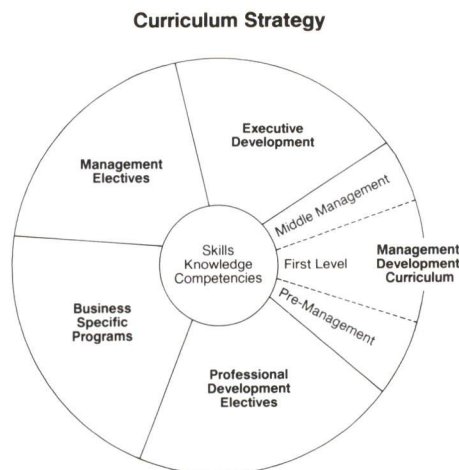 Curriculum Strategy
Executive
Development
Management
Electives
Middle Management
Skills
Knowledge
Competencies
First Level
Management
Development
Curriculum
Pre-Management
Business
Specific
Programs
Professional
Development
Electives